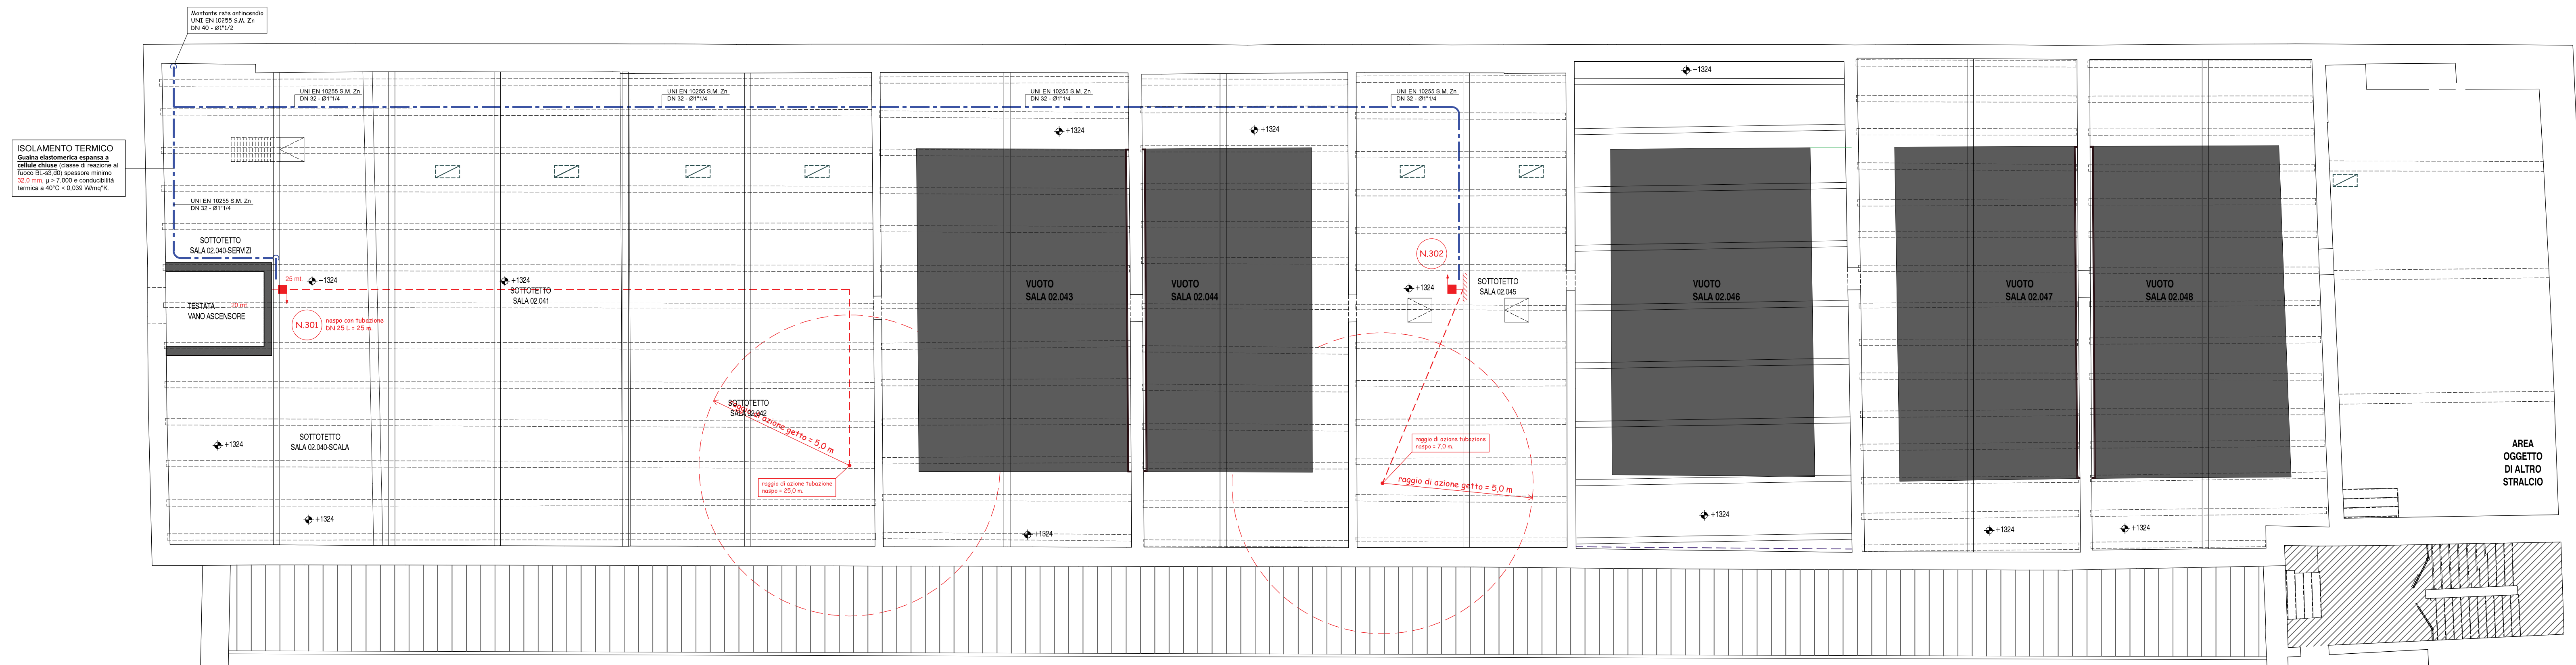 Montante rete antincendio
UNI EN 10255 S.M. Zn
DN 40 - Ø1"1/2
UNI EN 10255 S.M. Zn
DN 32 - Ø1"1/4
UNI EN 10255 S.M. Zn
DN 32 - Ø1"1/4
UNI EN 10255 S.M. Zn
DN 32 - Ø1"1/4
UNI EN 10255 S.M. Zn
DN 32 - Ø1"1/4
+1324
+1324
+1324
ISOLAMENTO TERMICO
Guaina elastomerica espansa a
cellule chiuse (classe di reazione al
fuoco BL-s3,d0) spessore minimo
32,0 mm, µ > 7.000 e conducibilità
termica a 40°C < 0,039 W/mq°K.
UNI EN 10255 S.M. Zn
DN 32 - Ø1"1/4
SOTTOTETTO
SALA 02.040-SERVIZI
25 ml.
+1324
+1324
SOTTOTETTO
SALA 02.041
TESTATA
VANO ASCENSORE
20 ml.
N.301
naspo con tubazione
DN 25 L = 25 m.
VUOTO
SALA 02.043
VUOTO
SALA 02.044
N.302
+1324
SOTTOTETTO
SALA 02.045
VUOTO
SALA 02.046
VUOTO
SALA 02.047
VUOTO
SALA 02.048
SOTTOTETTO
SALA 02.042
raggio di azione getto = 5,0 m
+1324
SOTTOTETTO
SALA 02.040-SCALA
raggio di azione tubazione
naspo = 25,0 m.
raggio di azione tubazione
naspo = 7,0 m.
raggio di azione getto = 5,0 m
AREA
OGGETTO
DI ALTRO
STRALCIO
+1324
+1324
+1324
+1324
+1324